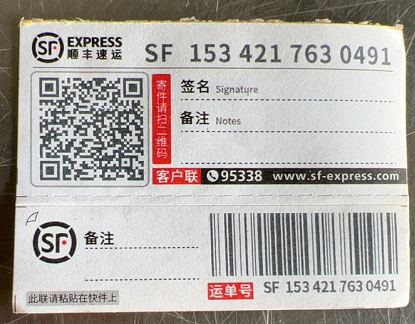 SF EXPRESS
顺丰速运
SF 153 421 763 0491
寄件请扫二维码
签名 Signature
备注 Notes
客户联 95338 www.sf-express.com
SF
备注
此联请粘贴在快件上
运单号 SF 153 421 763 0491